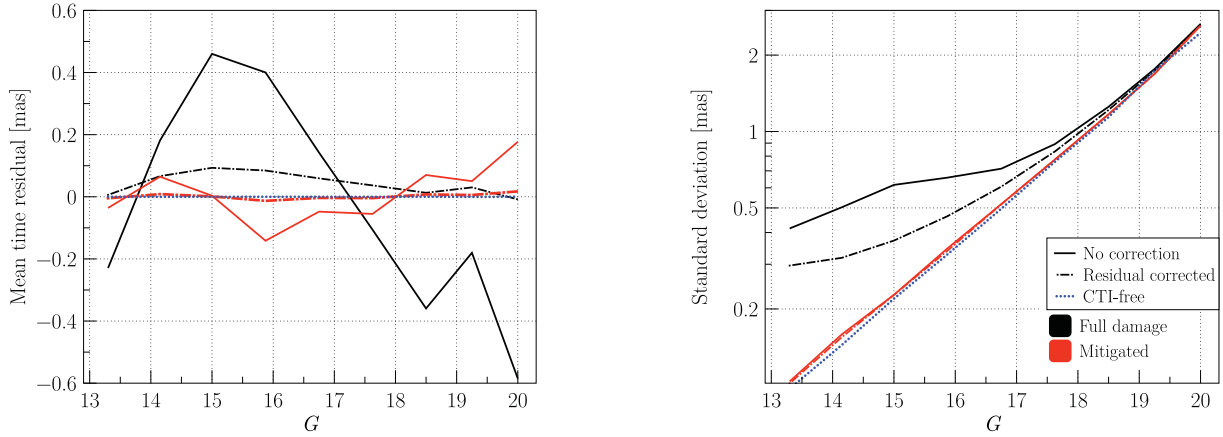 0.6
0.4
0.2
0
−0.2
−0.4
−0.6
Mean time residual [mas]
13 14 15 16 17 18 19 20
G
2
1
0.5
0.2
Standard deviation [mas]
No correction
Residual corrected
CTI-free
Full damage
Mitigated
13 14 15 16 17 18 19 20
G